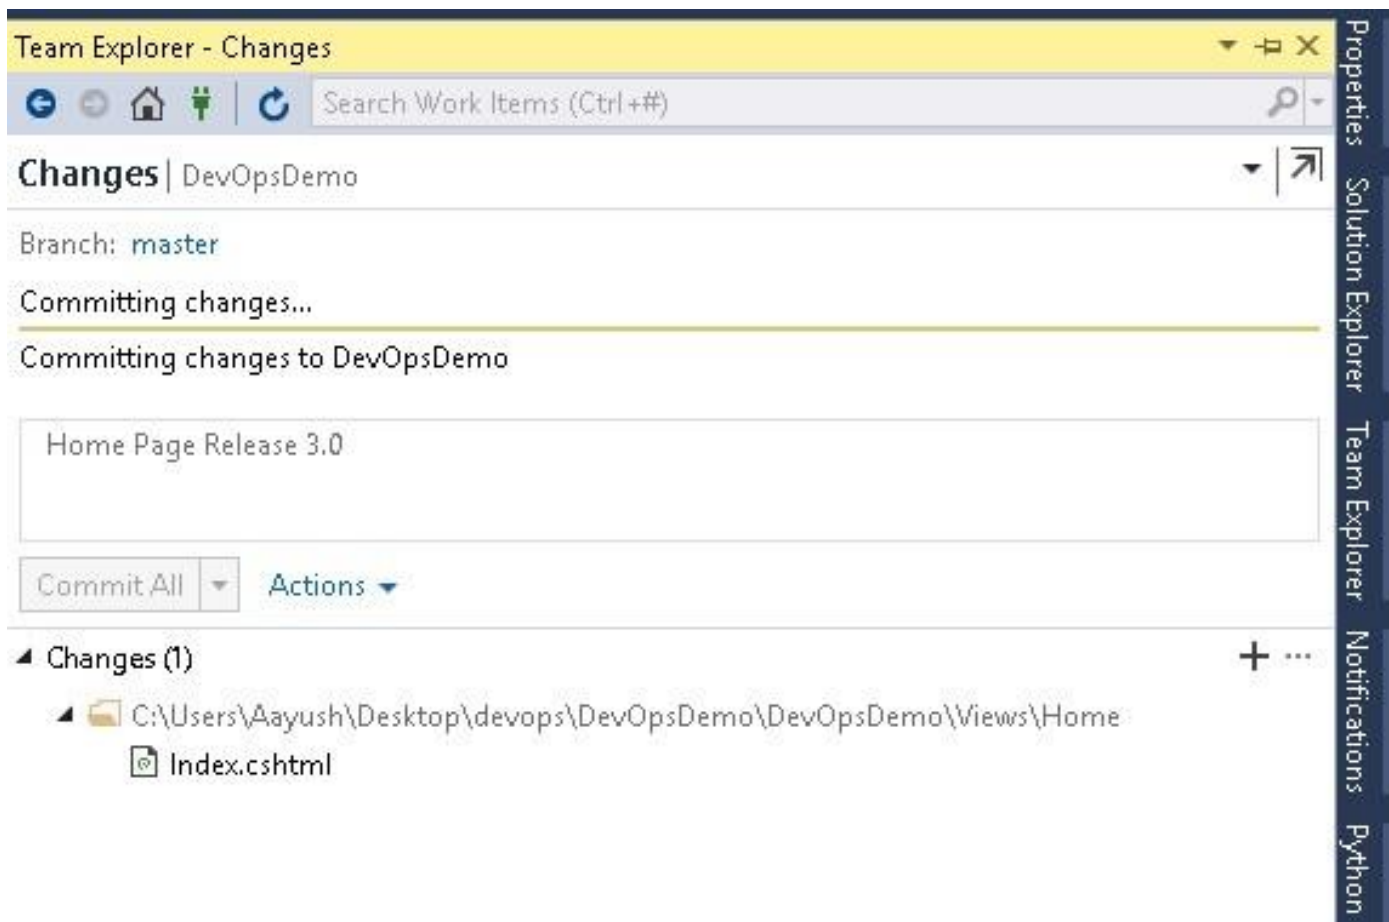 Team Explorer - Changes
Search Work Items (Ctrl+#)
Changes | DevOpsDemo
Branch: master
Committing changes...
Committing changes to DevOpsDemo
Home Page Release 3.0
Commit All
Actions
Changes (1)
C:\Users\Aayush\Desktop\devops\DevOpsDemo\DevOpsDemo\Views\Home
Index.cshtml
Properties
Solution Explorer
Team Explorer
Notifications
Python